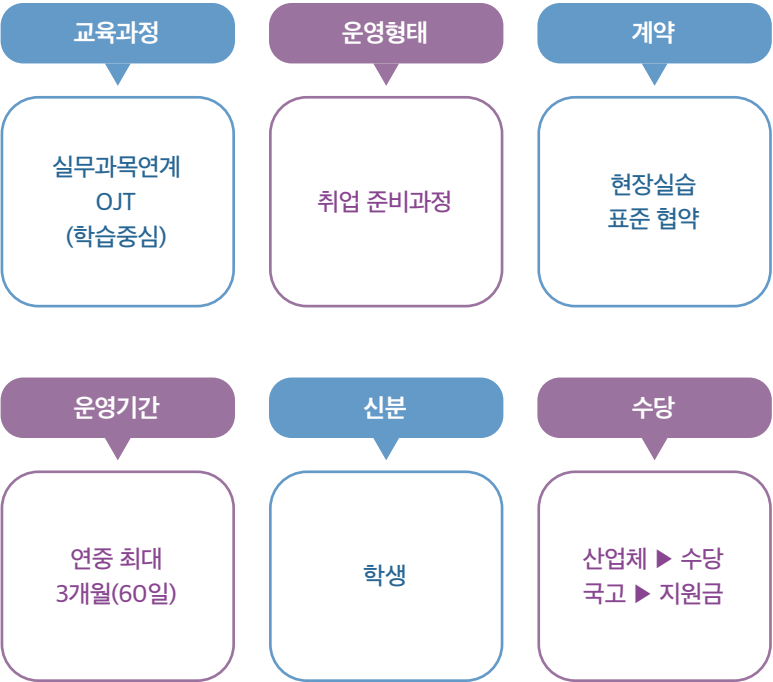 교육과정
실무과목연계
OJT
(학습중심)
운영형태
취업 준비과정
계약
현장실습
표준 협약
운영기간
연중 최대
3개월(60일)
신분
학생
수당
산업체 ▶ 수당
국고 ▶ 지원금